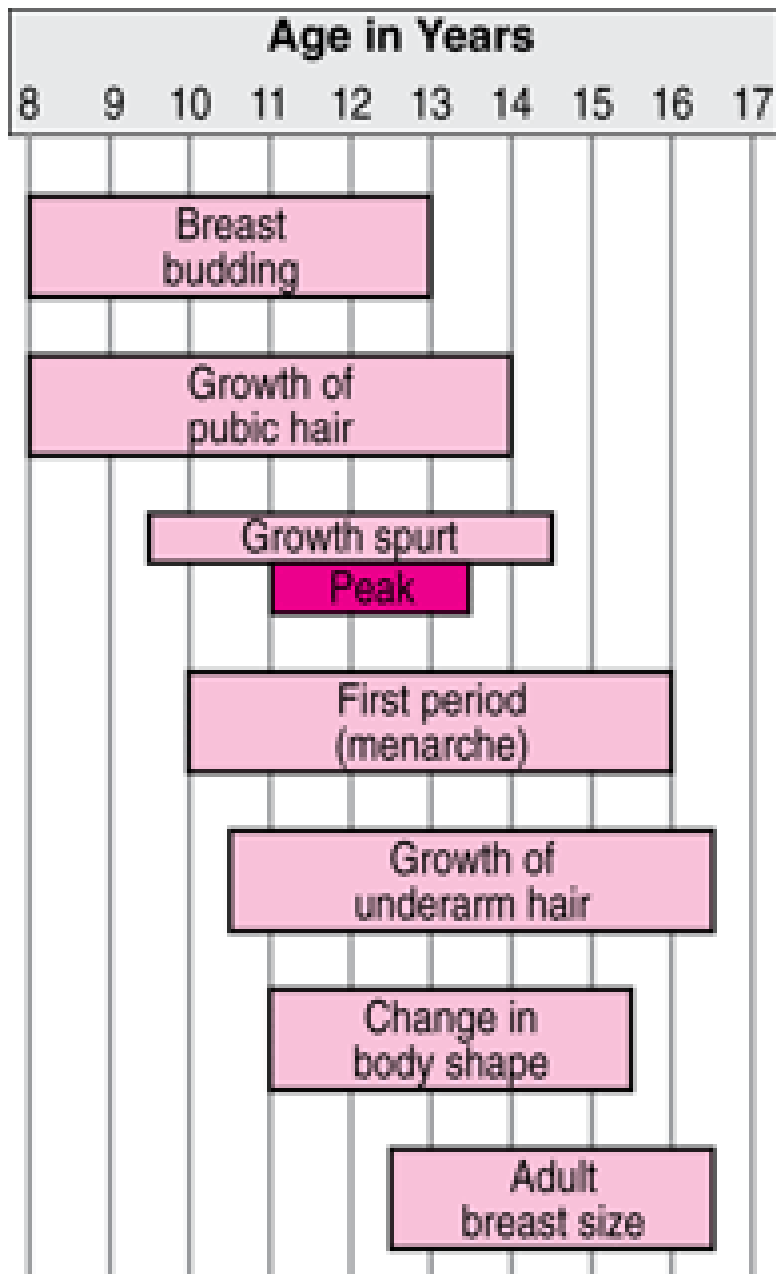 Age in Years
8 9 10 11 12 13 14 15 16 17
Breast
budding
Growth of
pubic hair
Growth spurt
Peak
First period
(menarche)
Growth of
underarm hair
Change in
body shape
Adult
breast size